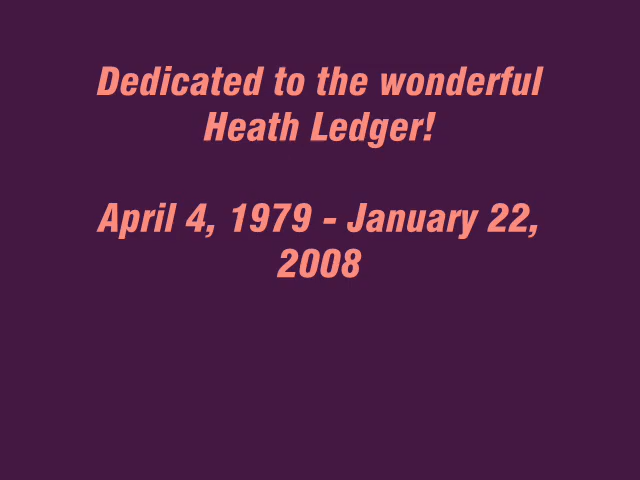 Dedicated to the wonderful
Heath Ledger!
April 4, 1979 - January 22,
2008